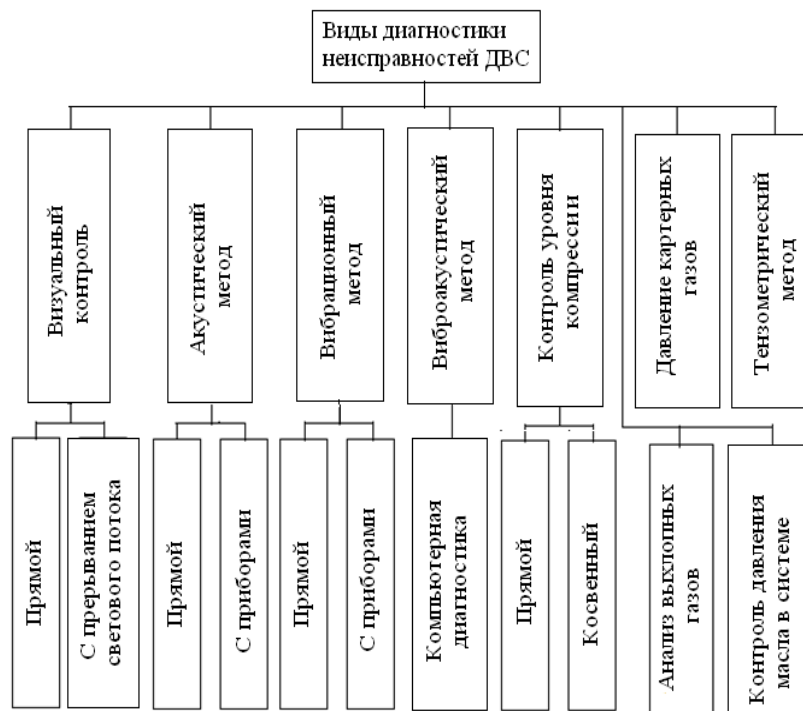 Виды диагностики
неисправностей ДВС
Визуальный
контроль
Акустический
метод
Вибрационный
метод
Виброакустический
метод
Контроль уровня
компрессии
Давление картерных
газов
Тензометрический
метод
Прямой
С прерыванием
светового потока
Прямой
С приборами
Прямой
С приборами
Компьютерная
диагностика
Прямой
Косвенный
Анализ выхлопных
газов
Контроль давления
масла в системе